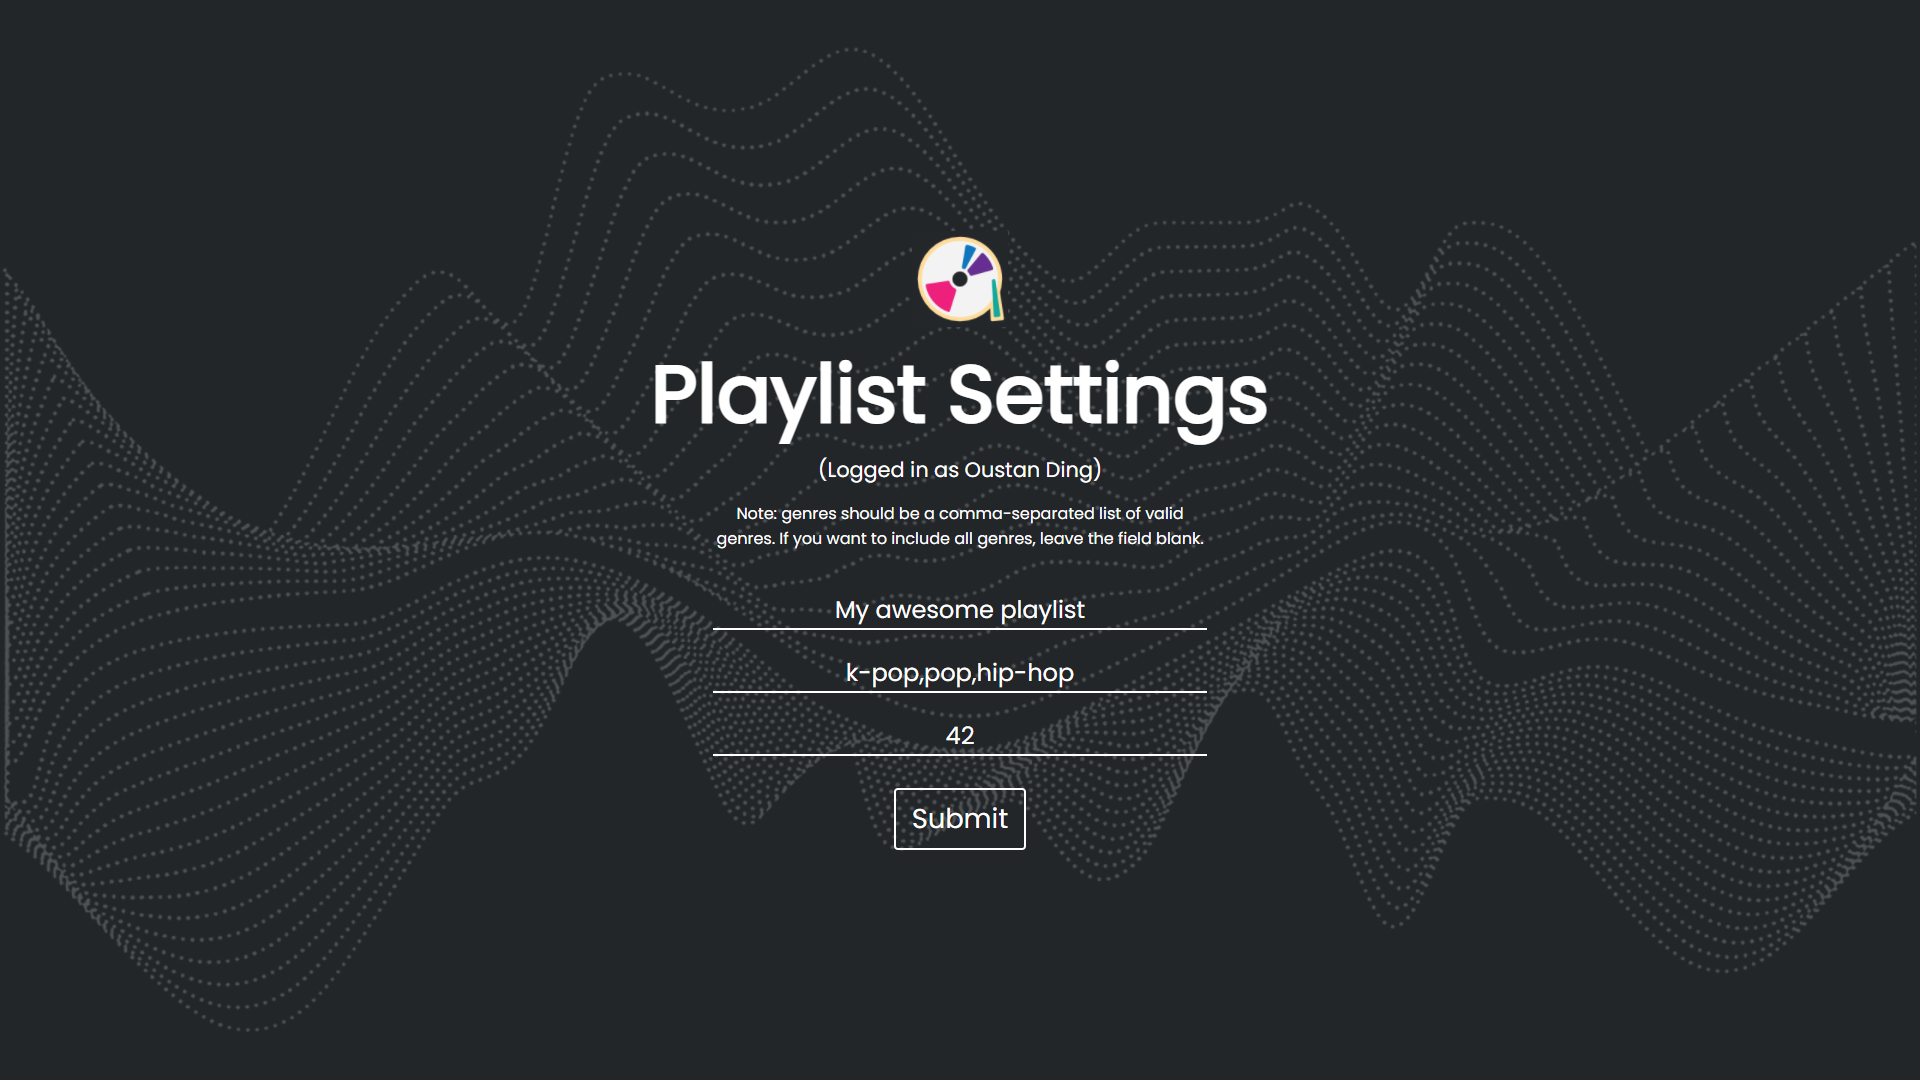 Playlist Settings
(Logged in as Oustan Ding)
Note: genres should be a comma-separated list of valid
genres. If you want to include all genres, leave the field blank.
My awesome playlist
k-pop,pop,hip-hop
42
Submit